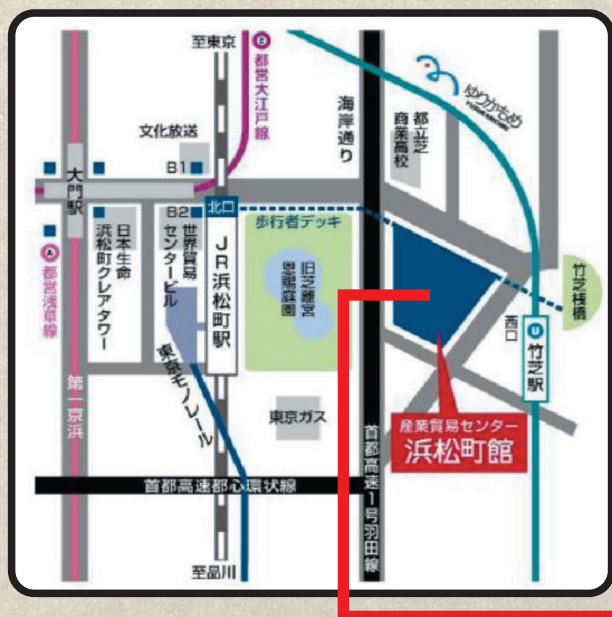 至東京
E
都営大江戸線
ゆりかもめ
文化放送
海岸通り
都立芝
商業高校
B1
大門駅
B2
北口
歩行者デッキ
日本生命
浜松町クレアタワー
世界貿易
センタービル
JR浜松町駅
旧芝離宮
恩賜庭園
竹芝桟橋
西口
A
都営浅草線
U
竹芝駅
東京モノレール
第一京浜
東京ガス
産業貿易センター
浜松町館
首都高速1号羽田線
首都高速都心環状線
至品川